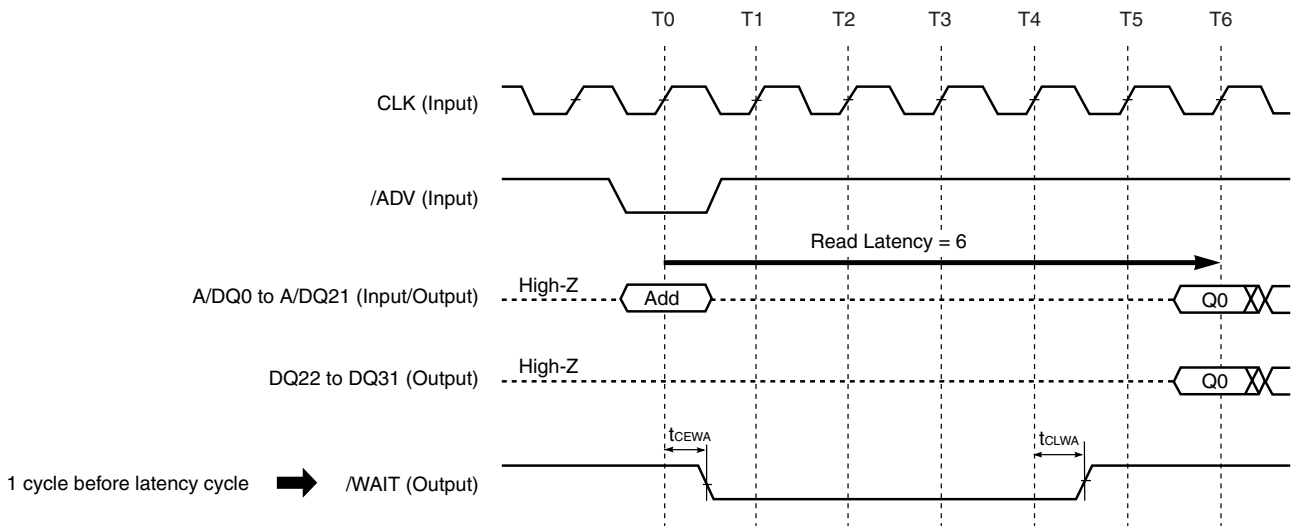 T0 T1 T2 T3 T4 T5 T6
CLK (Input)
/ADV (Input)
Read Latency = 6
A/DQ0 to A/DQ21 (Input/Output) High-Z Add Q0
DQ22 to DQ31 (Output) High-Z Q0
tCEWA tCLWA
1 cycle before latency cycle /WAIT (Output)